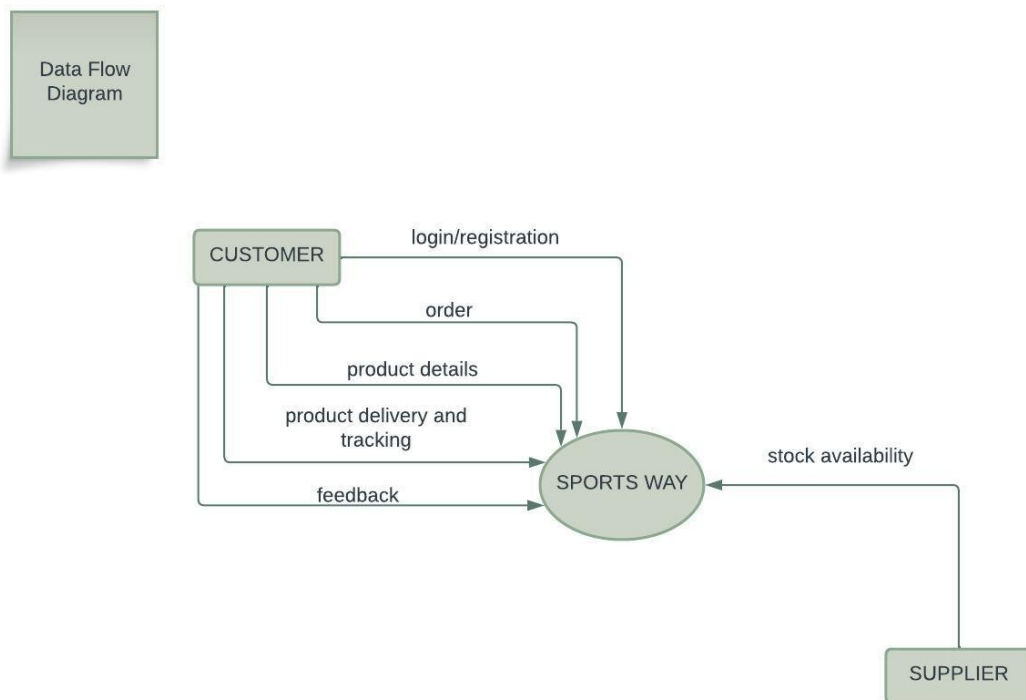 Data Flow
Diagram
login/registration
CUSTOMER
order
product details
product delivery and
tracking
feedback
SPORTS WAY
stock availability
SUPPLIER